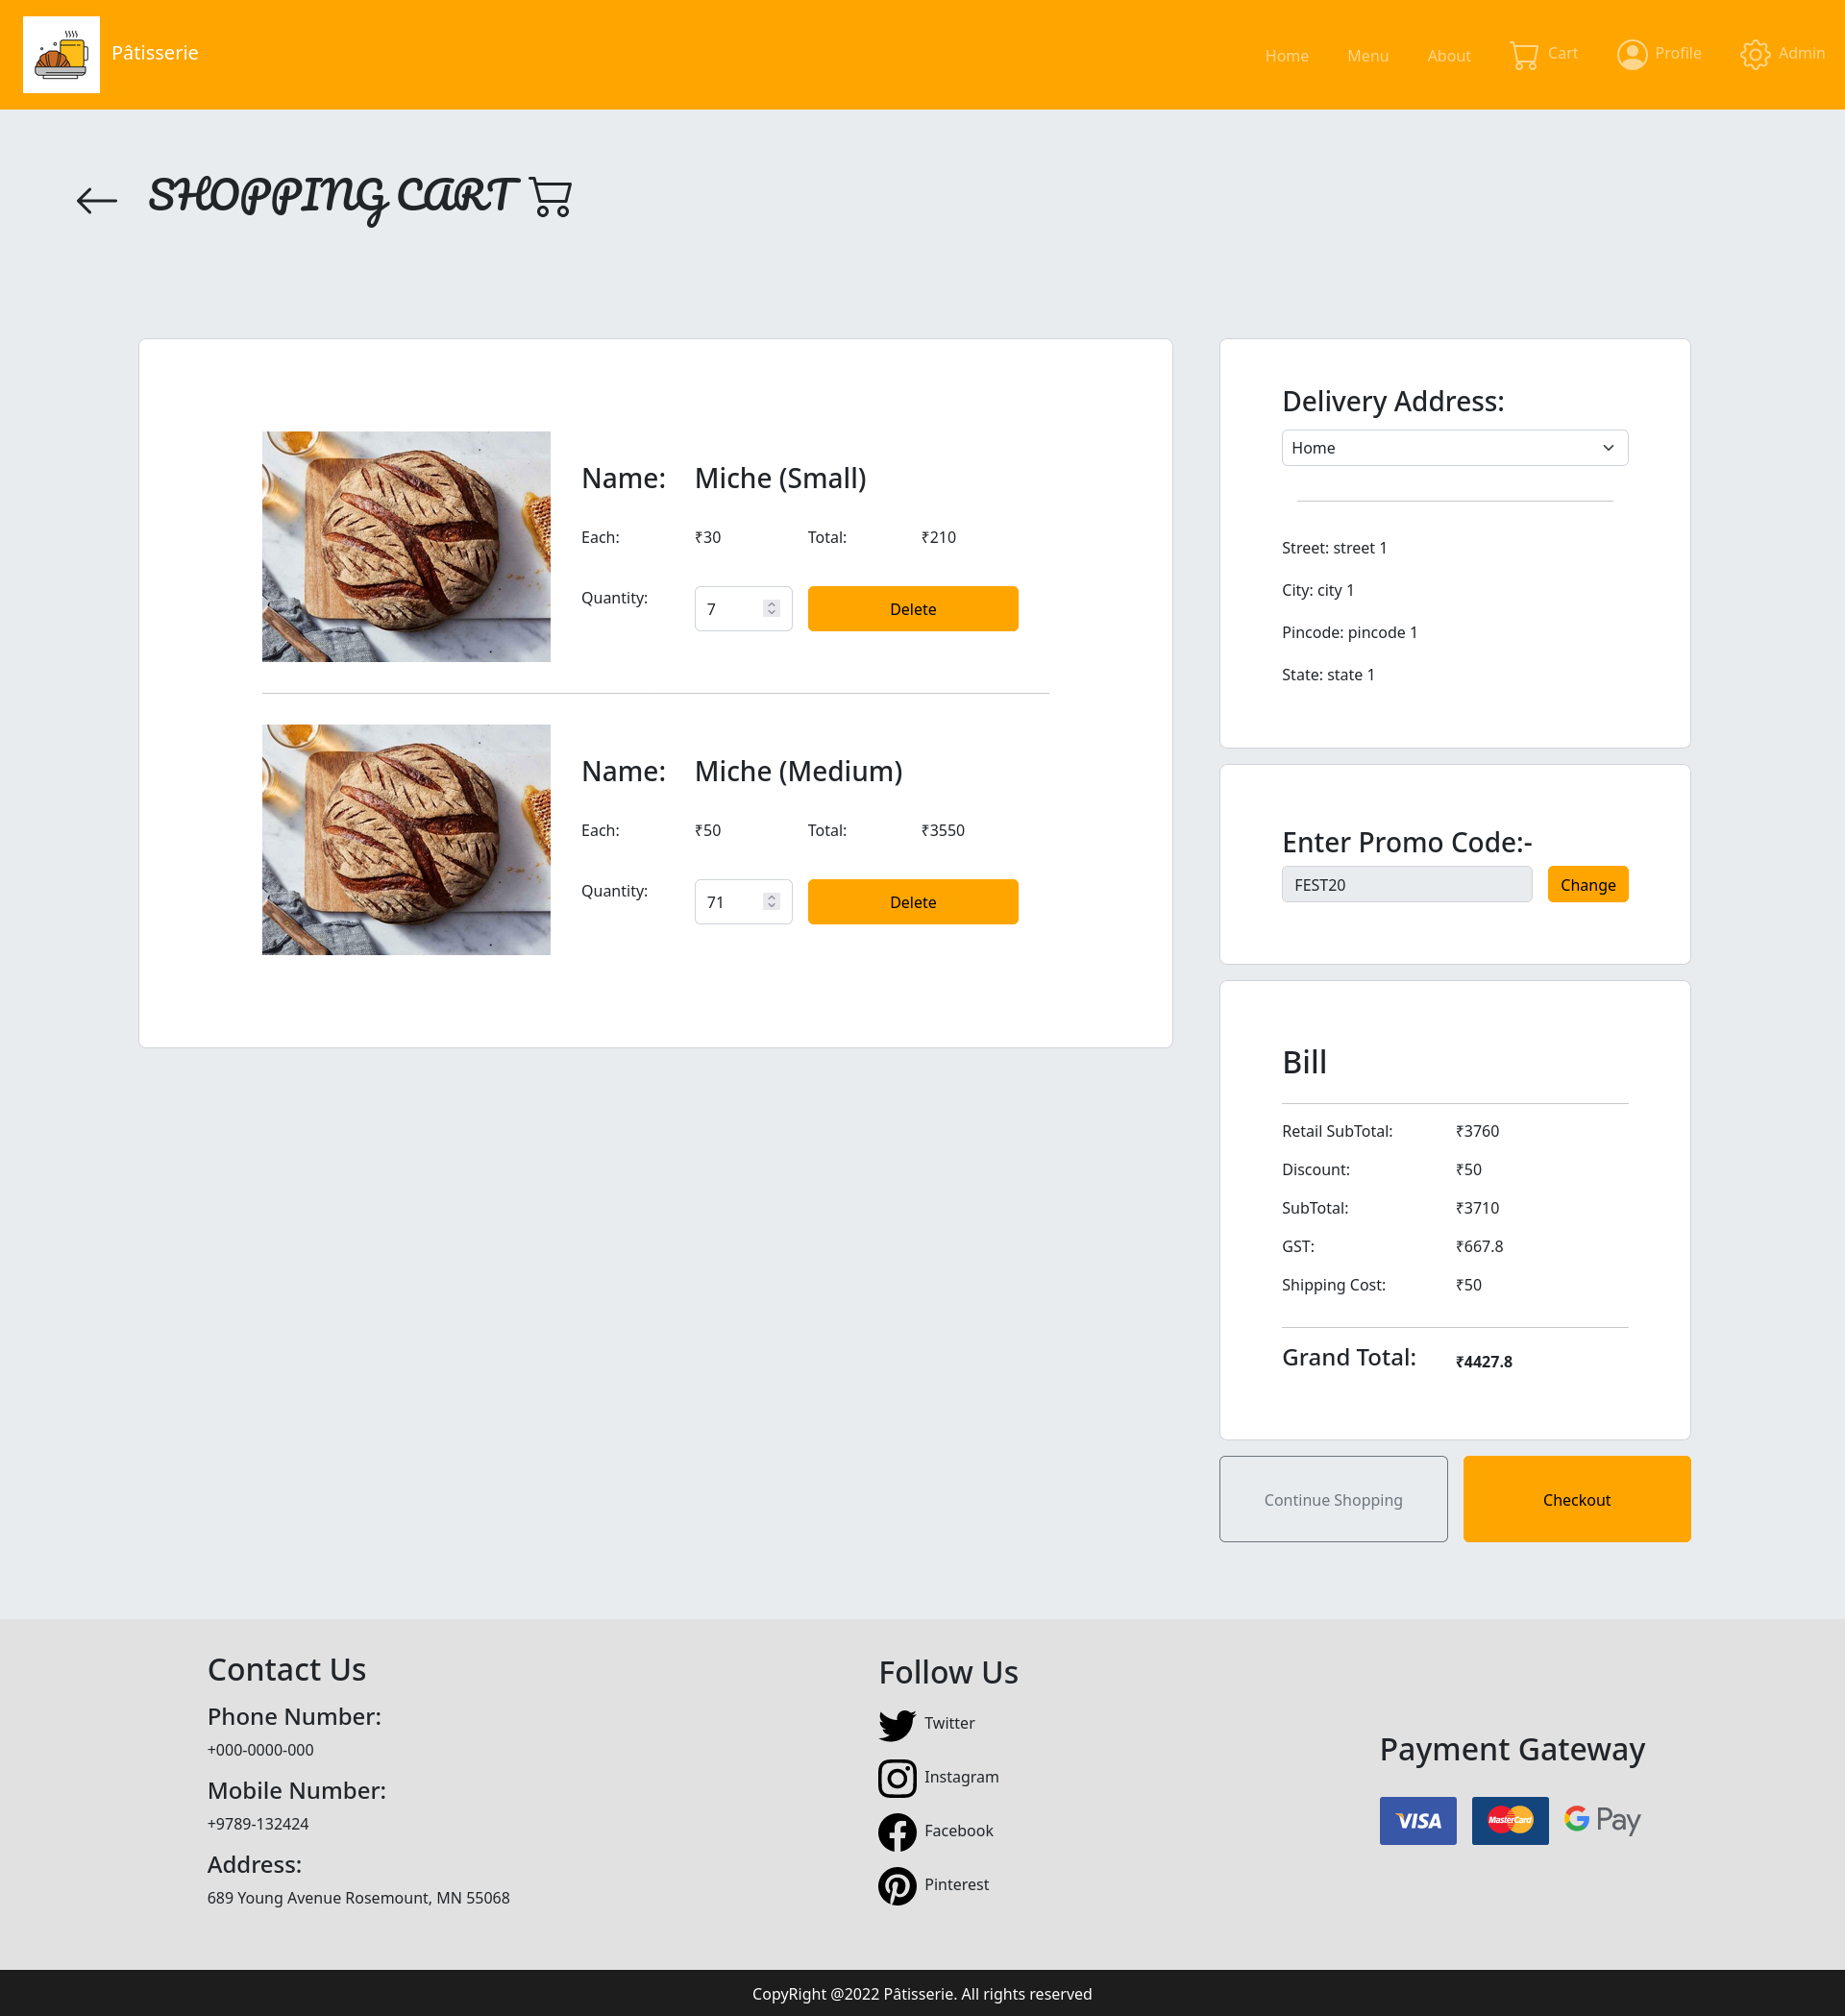 Pâtisserie
Home Menu About Cart Profile Admin
SHOPPING CART
Name: Miche (Small)
Each: ₹30 Total: ₹210
Quantity: 7 Delete
Name: Miche (Medium)
Each: ₹50 Total: ₹3550
Quantity: 71 Delete
Delivery Address:
Home
Street: street 1
City: city 1
Pincode: pincode 1
State: state 1
Enter Promo Code:-
FEST20 Change
Bill
Retail SubTotal: ₹3760
Discount: ₹50
SubTotal: ₹3710
GST: ₹667.8
Shipping Cost: ₹50
Grand Total: ₹4427.8
Continue Shopping Checkout
Contact Us
Phone Number:
+000-0000-000
Mobile Number:
+9789-132424
Address:
689 Young Avenue Rosemount, MN 55068
Follow Us
Twitter
Instagram
Facebook
Pinterest
Payment Gateway
VISA MasterCard G Pay
CopyRight @2022 Pâtisserie. All rights reserved